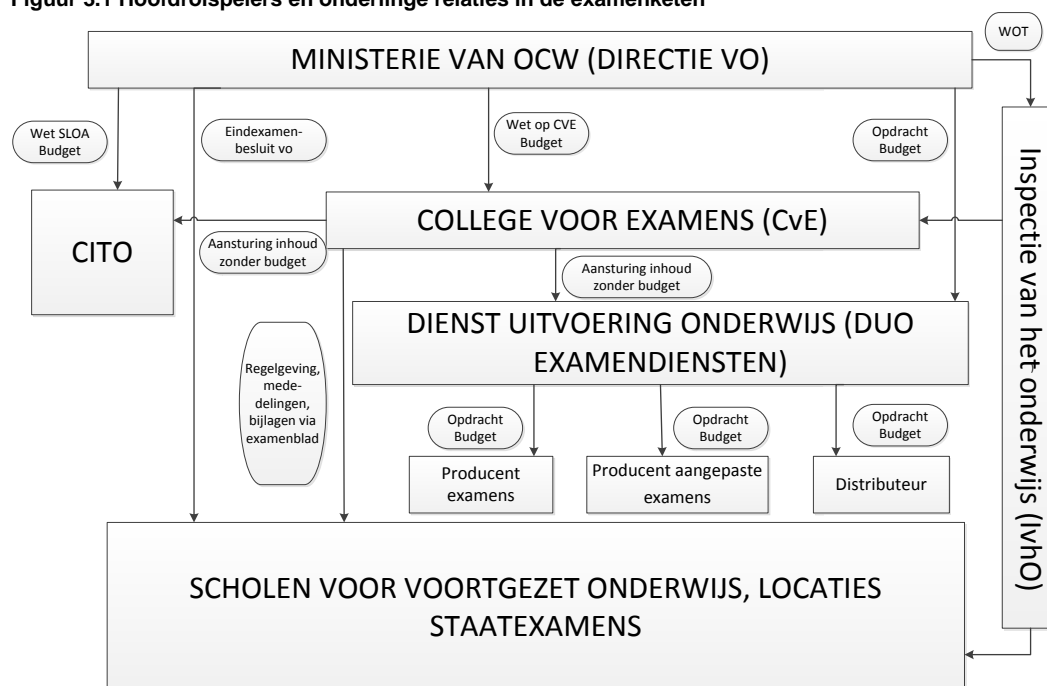 Figuur 3.1 Hoofdrolspelers en onderlinge relaties in de examenketen
WOT
MINISTERIE VAN OCW (DIRECTIE VO)
Wet SLOA
Budget
Eindexamen-
besluit vo
Wet op CVE
Budget
Opdracht
Budget
Inspectie van het onderwijs (IvhO)
CITO
COLLEGE VOOR EXAMENS (CvE)
Aansturing inhoud
zonder budget
Aansturing inhoud
zonder budget
DIENST UITVOERING ONDERWIJS (DUO
EXAMENDIENSTEN)
Regelgeving,
mede-
delingen,
bijlagen via
examenblad
Opdracht
Budget
Opdracht
Budget
Opdracht
Budget
Producent
examens
Producent aangepaste
examens
Distributeur
SCHOLEN VOOR VOORTGEZET ONDERWIJS, LOCATIES
STAATEXAMENS